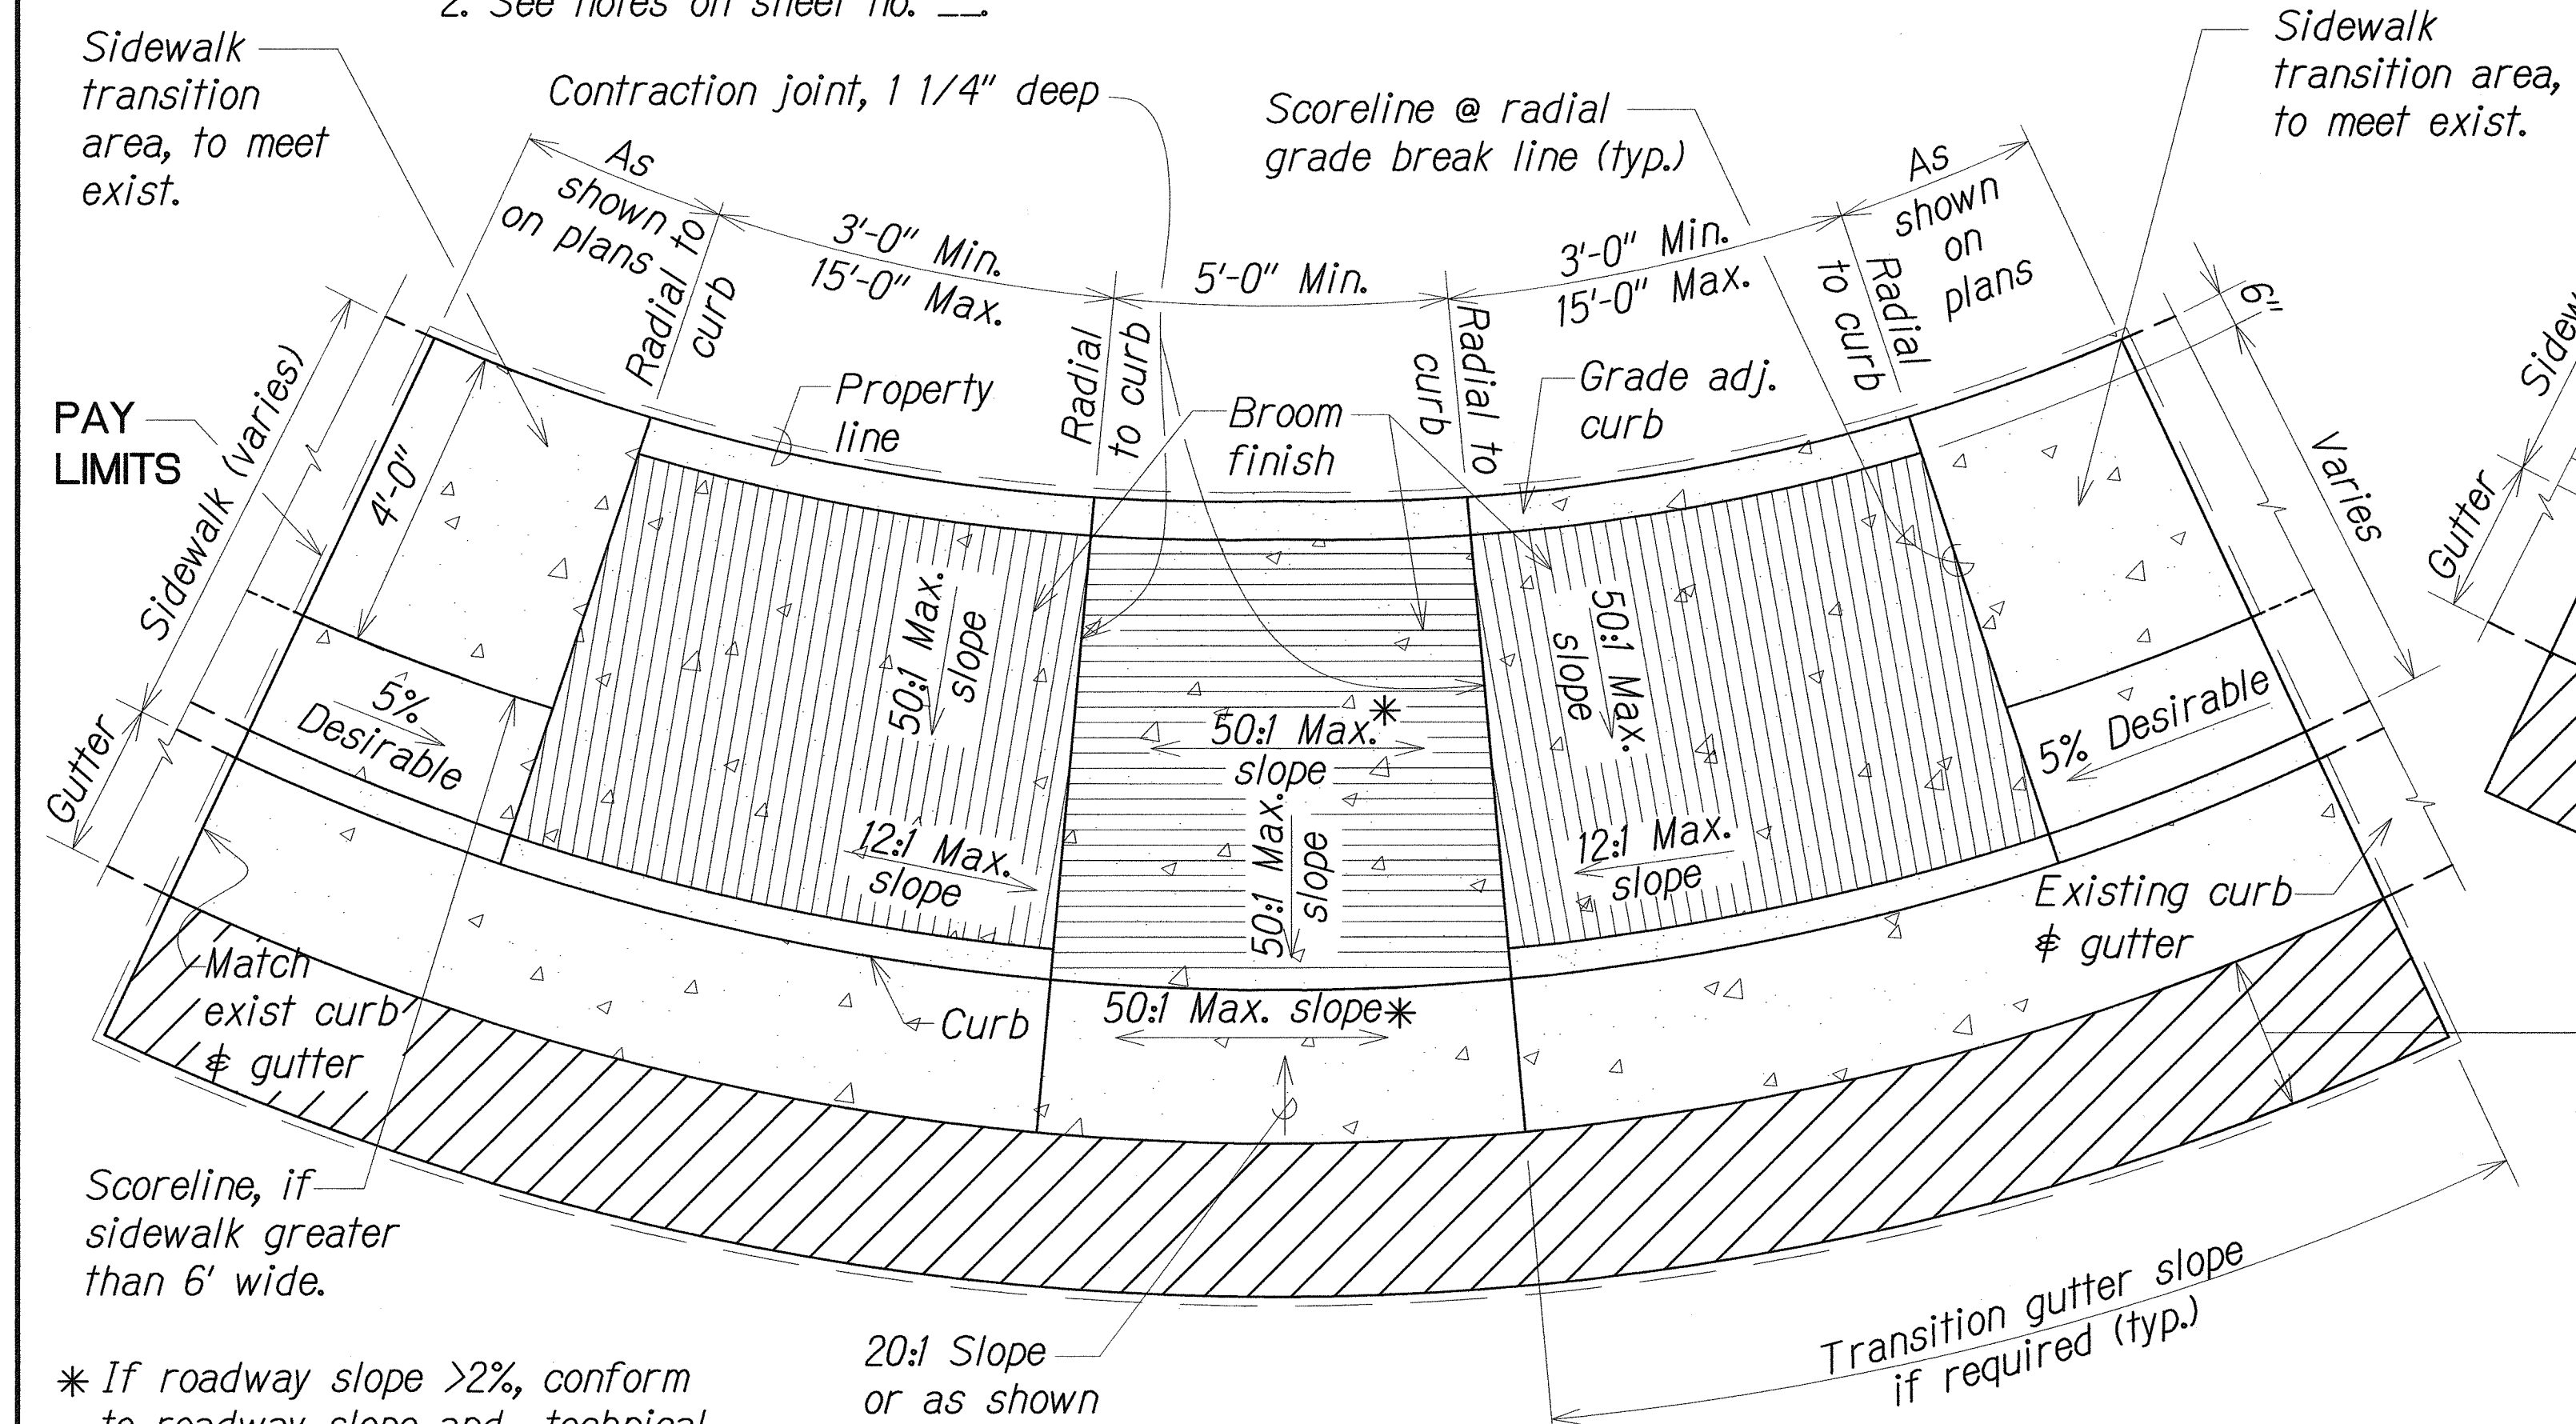 2. See notes on sheet no. __.
Sidewalk
transition
area, to meet
exist.
Contraction joint, 1 1/4" deep
Scoreline @ radial
grade break line (typ.)
Sidewalk
transition area,
to meet exist.
As
shown
on plans
Radial to
curb
3'-0" Min.
15'-0" Max.
Radial
to curb
5'-0" Min.
Radial to
curb
3'-0" Min.
15'-0" Max.
Radial
to curb
As
shown
on
plans
6"
PAY
LIMITS
Sidewalk (varies)
Gutter
4'-0"
Property
line
Broom
finish
Grade adj.
curb
Varies
Gutter
5%
Desirable
50:1 Max.
slope
12:1 Max.
slope
50:1 Max.*
slope
50:1 Max.
slope
50:1 Max.
slope
12:1 Max.
slope
5% Desirable
Match
exist curb
& gutter
Curb
50:1 Max. slope*
Existing curb
& gutter
Scoreline, if
sidewalk greater
than 6' wide.
20:1 Slope
or as shown
Transition gutter slope
if required (typ.)
* If roadway slope >2%, conform
to roadway slope and technical